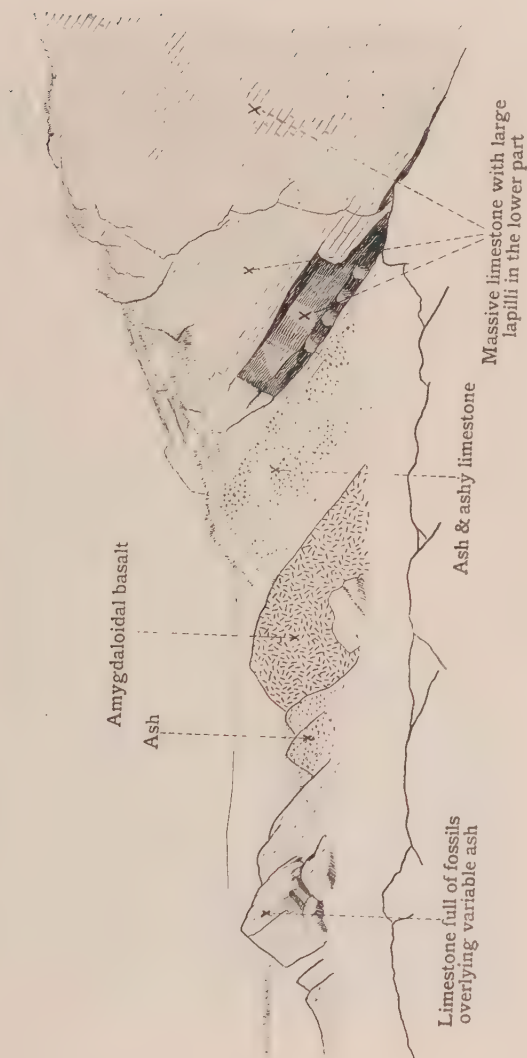 Amygdaloidal basalt
Ash
Limestone full of fossils
overlying variable ash
Ash & ashy limestone
Massive limestone with large
lapilli in the lower part